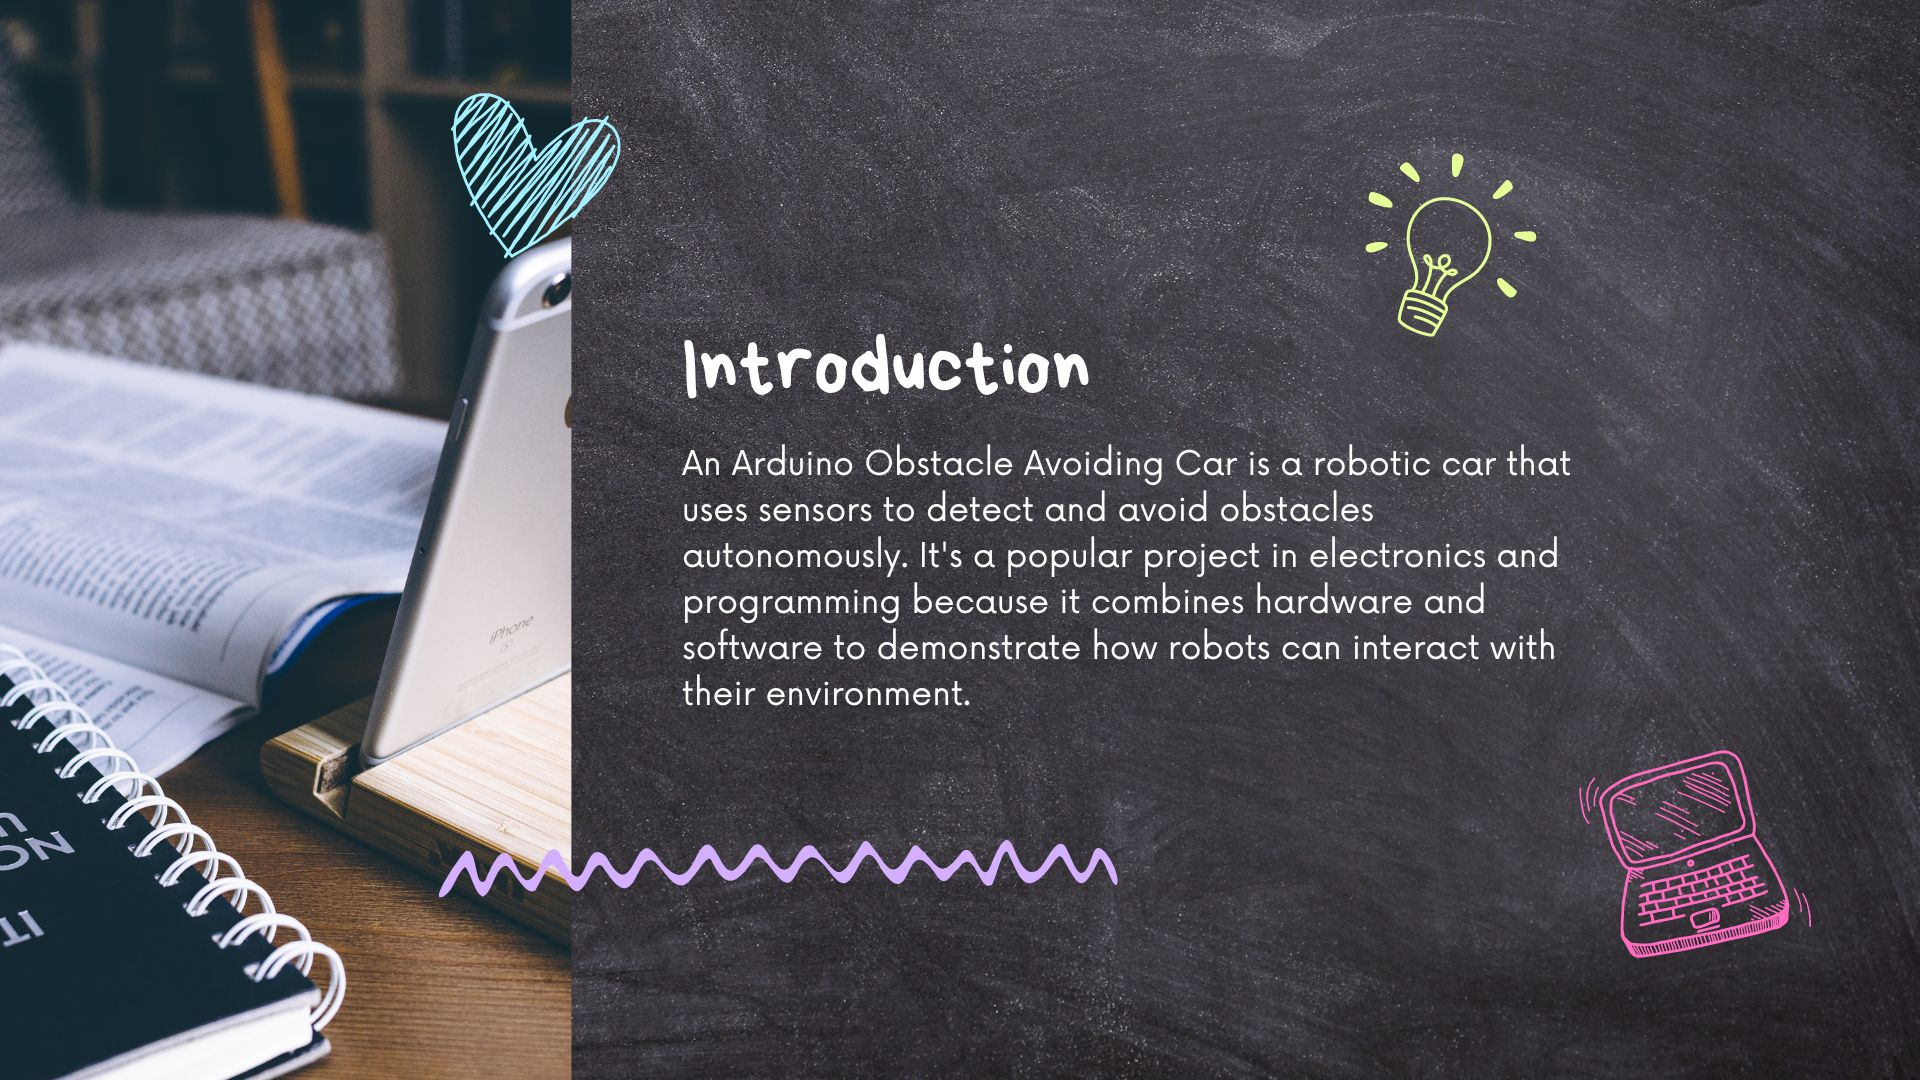 Introduction
An Arduino Obstacle Avoiding Car is a robotic car that
uses sensors to detect and avoid obstacles
autonomously. It's a popular project in electronics and
programming because it combines hardware and
software to demonstrate how robots can interact with
their environment.
iPhone
IT